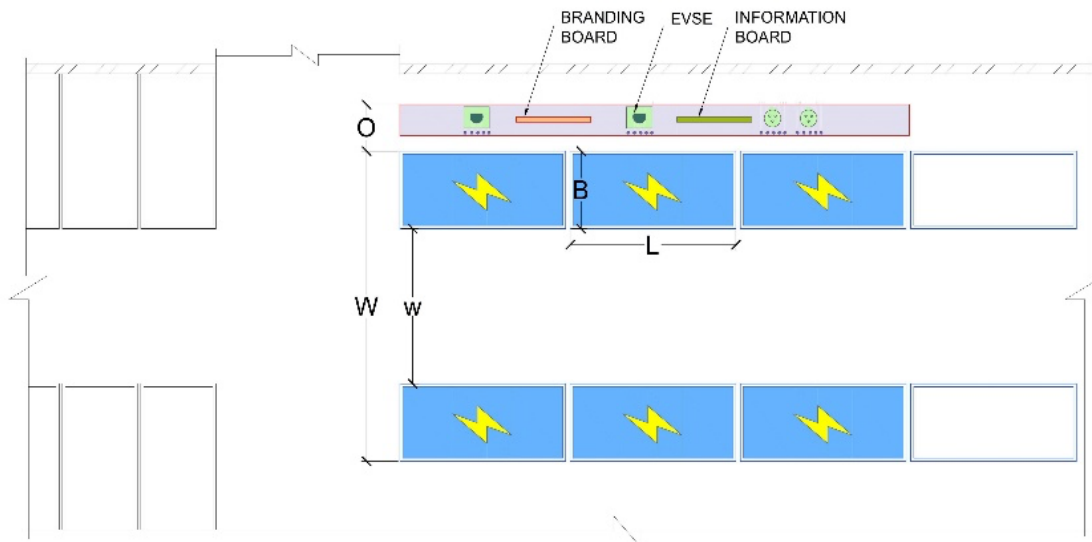 BRANDING
BOARD
EVSE
INFORMATION
BOARD
O
B
L
W
w